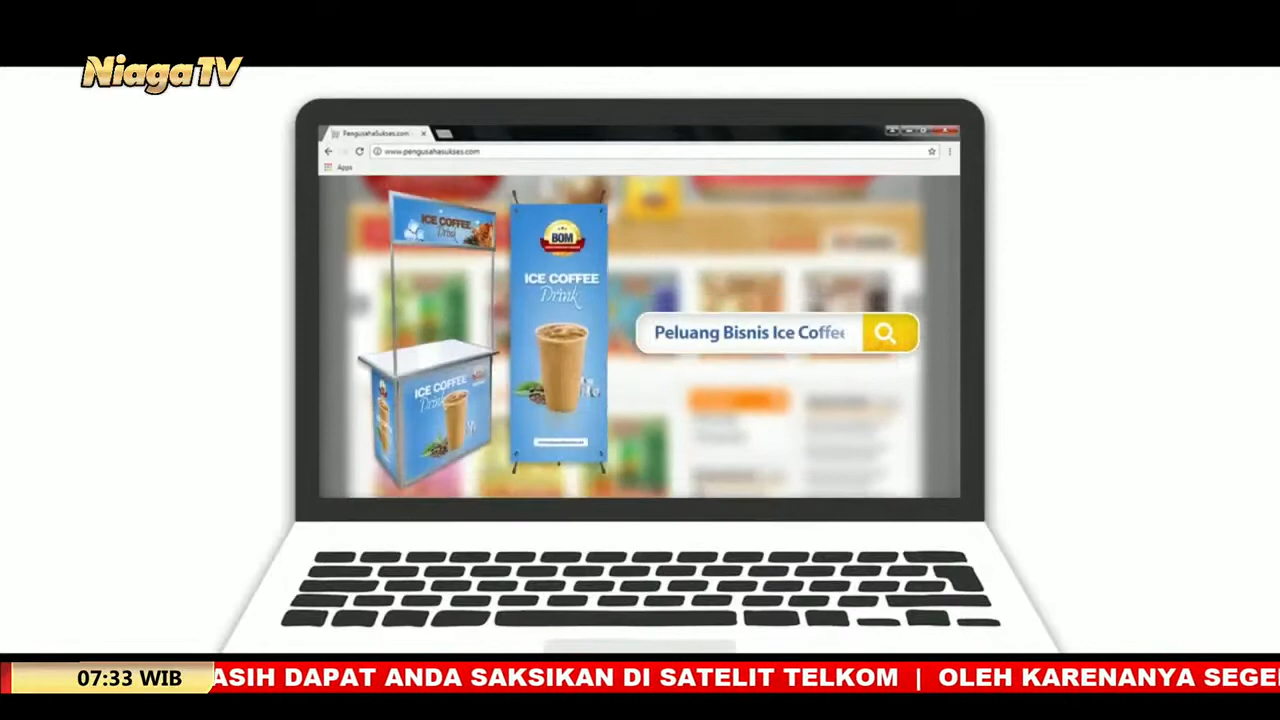 NiagaTV
PengusahaSukses.com
www.pengusahasukses.com
Apps
ICE COFFEE
Drink
BOM
ICE COFFEE
Drink
Peluang Bisnis Ice Coffee
ICE COFFEE
Drink
07:33 WIB
ASIH DAPAT ANDA SAKSIKAN DI SATELIT TELKOM | OLEH KARENANYA SEGE